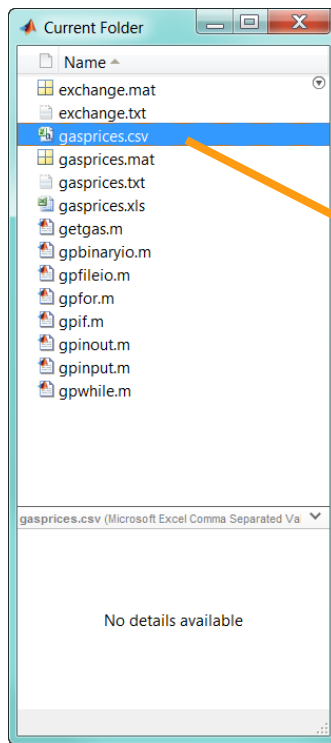 Current Folder
Name
exchange.mat
exchange.txt
gasprices.csv
gasprices.mat
gasprices.txt
gasprices.xls
getgas.m
gpbinaryio.m
gpfileio.m
gpfor.m
gpif.m
gpinout.m
gpinput.m
gpwhile.m
gasprices.csv (Microsoft Excel Comma Separated Va
No details available